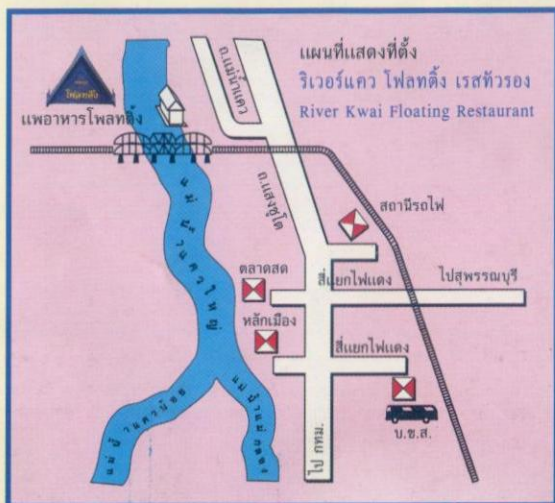 แผนที่แสดงที่ตั้ง
ริเวอร์แคว โฟลทติ้ง เรสทัวรอง
River Kwai Floating Restaurant
โฟลทติ้ง
แพอาหารโพลทติ้ง
ถ.แม่น้ำแคว
ถ.แสงชูโต
สถานีรถไฟ
แม่น้ำแควใหญ่
ตลาดสด
สี่แยกไฟแดง
ไปสุพรรณบุรี
หลักเมือง
สี่แยกไฟแดง
แม่น้ำแควน้อย
แม่น้ำแม่กลอง
ไป กทม.
บ.ข.ส.